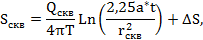 Sскв = Qскв/4πT Ln(2,25a*t/r²скв) + ΔS,